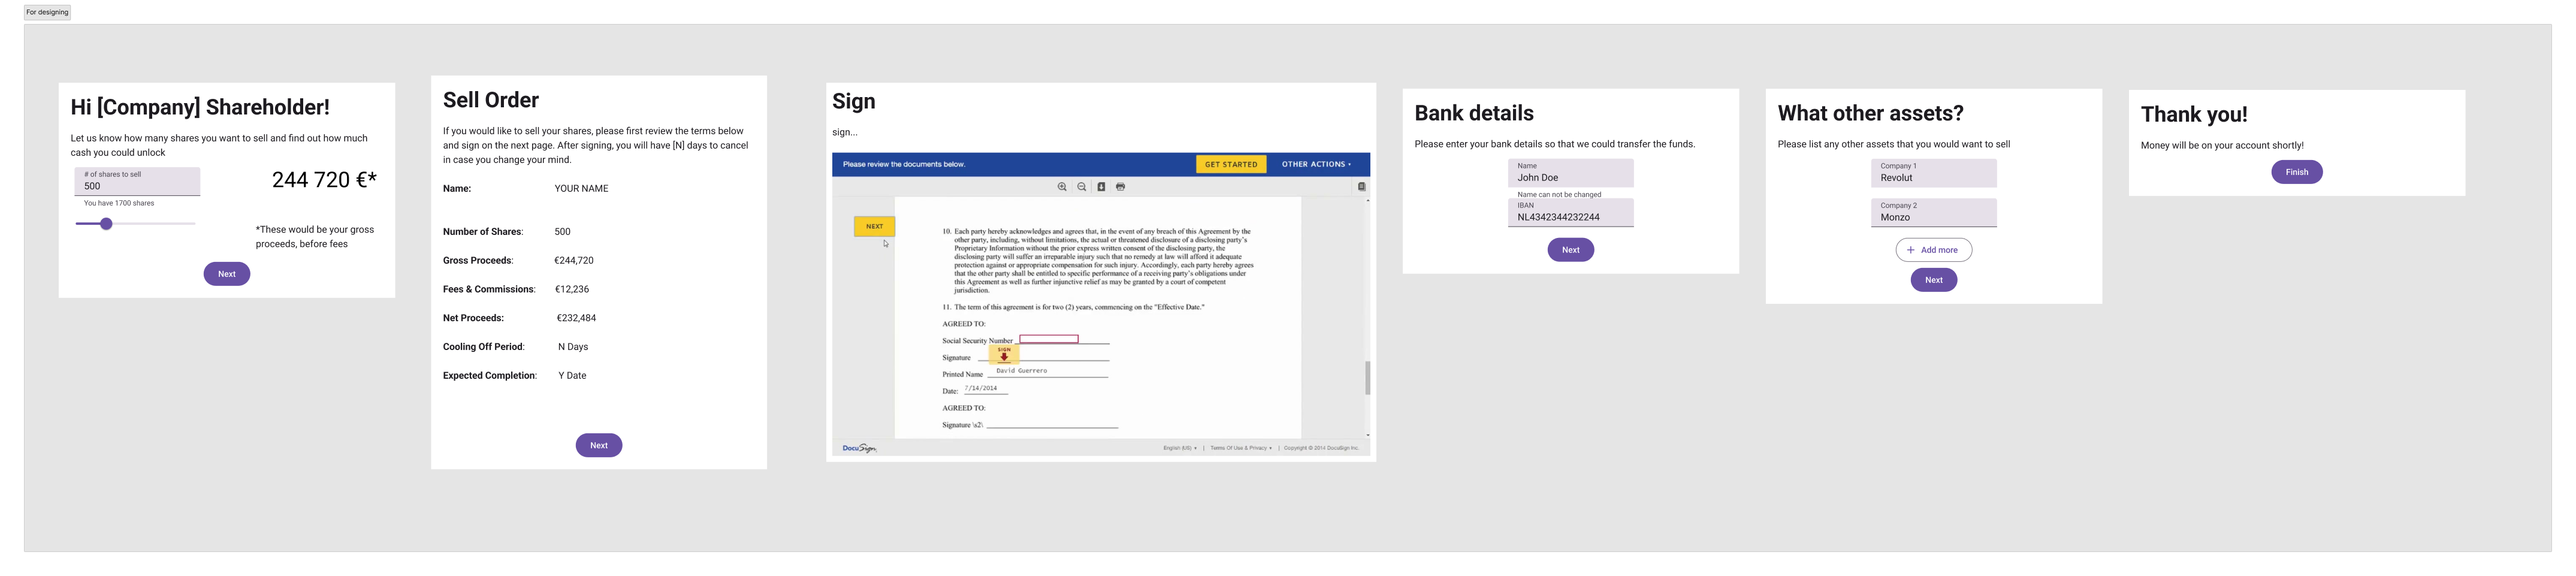 For designing
Hi [Company] Shareholder!
Let us know how many shares you want to sell and find out how much
cash you could unlock
# of shares to sell
500
You have 1700 shares
244 720 €*
*These would be your gross
proceeds, before fees
Next
Sell Order
If you would like to sell your shares, please first review the terms below
and sign on the next page. After signing, you will have [N] days to cancel
in case you change your mind.
Name: YOUR NAME
Number of Shares: 500
Gross Proceeds: €244,720
Fees & Commissions: €12,236
Net Proceeds: €232,484
Cooling Off Period: N Days
Expected Completion: Y Date
Next
Sign
sign...
Please review the documents below.
GET STARTED
OTHER ACTIONS
NEXT
10. Each party hereby acknowledges and agrees that, in the event of any breach of this Agreement by the
other party, including, without limitations, the actual or threatened disclosure of a disclosing party's
Proprietary Information without the prior express written consent of the disclosing party, the
disclosing party will suffer an irreparable injury such that no remedy at law will afford it adequate
protection against or appropriate compensation for such injury. Accordingly, each party hereby agrees
that the other party shall be entitled to specific performance of a receiving party's obligations under
this Agreement as well as further injunctive relief as may be granted by a court of competent
jurisdiction.
11. The term of this agreement is for two (2) years, commencing on the "Effective Date."
AGREED TO:
Social Security Number
SIGN
Signature
Printed Name David Guerrero
Date: 7/14/2014
AGREED TO:
Signature \s2\
DocuSign
English (US) | Terms Of Use & Privacy | Copyright © 2014 DocuSign Inc.
Bank details
Please enter your bank details so that we could transfer the funds.
Name
John Doe
Name can not be changed
IBAN
NL4342344232244
Next
What other assets?
Please list any other assets that you would want to sell
Company 1
Revolut
Company 2
Monzo
+ Add more
Next
Thank you!
Money will be on your account shortly!
Finish